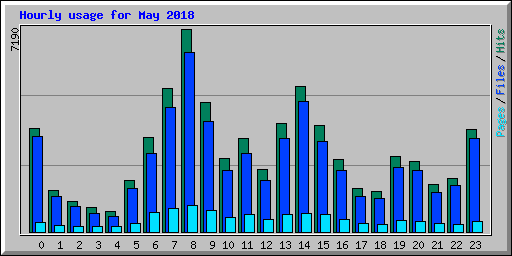 Hourly usage for May 2018
7190
Pages / Files / Hits
0 1 2 3 4 5 6 7 8 9 10 11 12 13 14 15 16 17 18 19 20 21 22 23